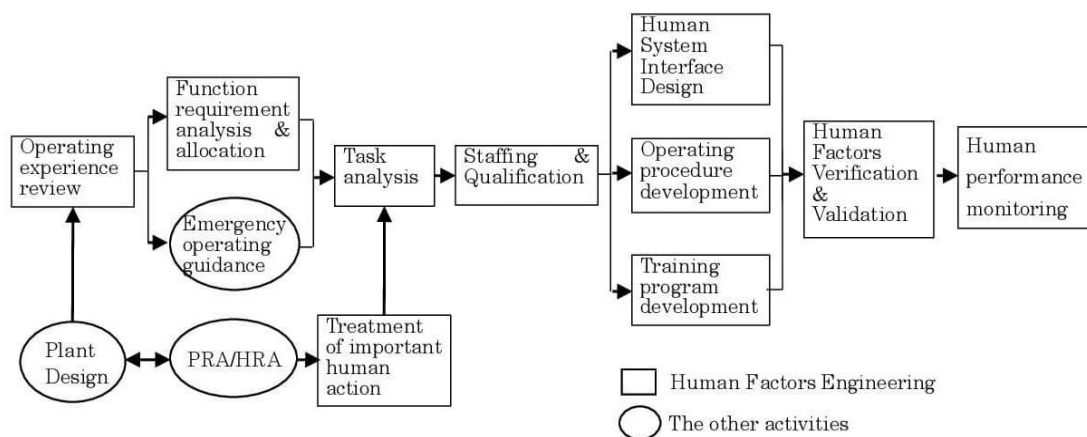 Operating
experience
review
Function
requirement
analysis &
allocation
Emergency
operating
guidance
Plant
Design
PRA/HRA
Treatment
of important
human
action
Task
analysis
Staffing &
Qualification
Human
System
Interface
Design
Operating
procedure
development
Training
program
development
Human
Factors
Verification
&
Validation
Human
performance
monitoring
Human Factors Engineering
The other activities